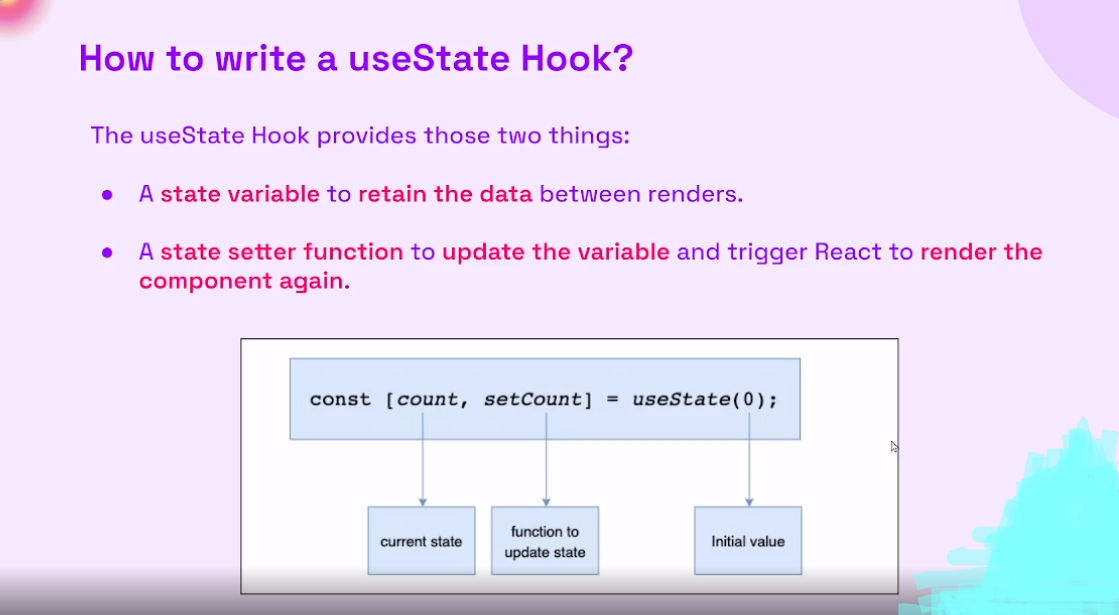 How to write a useState Hook?
The useState Hook provides those two things:
● A state variable to retain the data between renders.
● A state setter function to update the variable and trigger React to render the
component again.
const [count, setCount] = useState(0);
current state
function to
update state
Initial value